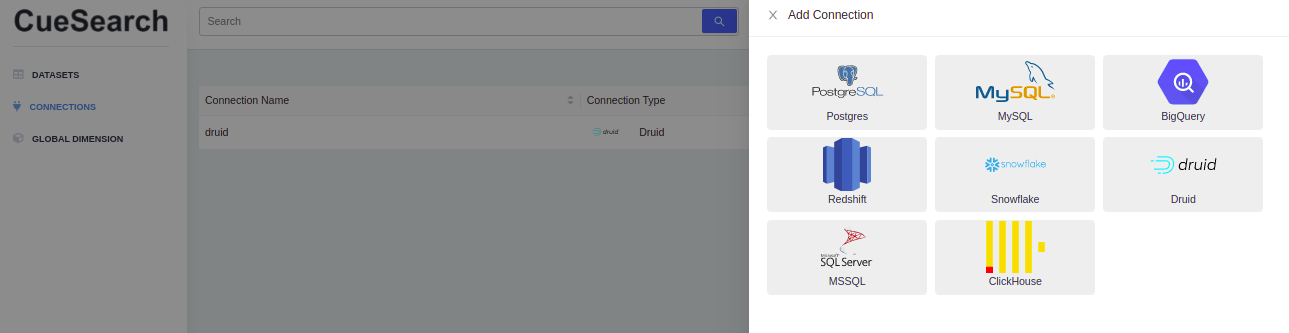 CueSearch
Search
DATASETS
CONNECTIONS
GLOBAL DIMENSION
Connection Name
Connection Type
druid
druid
Druid
Add Connection
PostgreSQL
Postgres
MySQL
MySQL
BigQuery
Redshift
snowflake
Snowflake
druid
Druid
Microsoft
SQL Server
MSSQL
ClickHouse